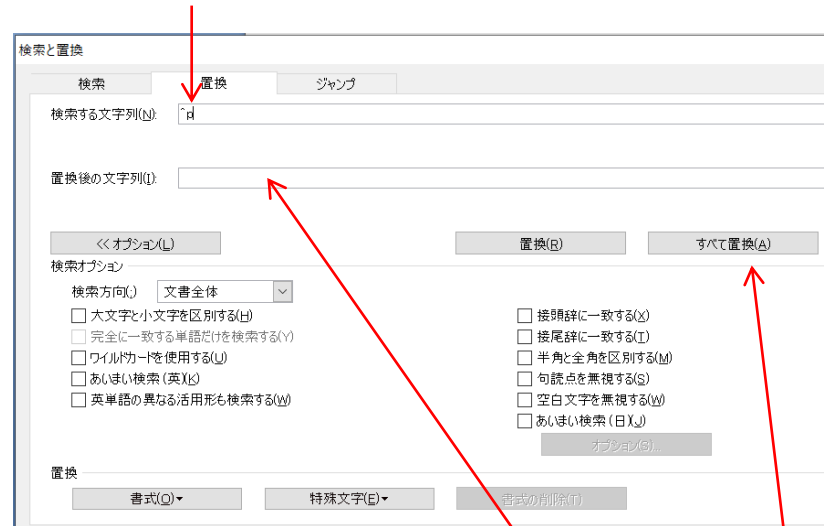 検索と置換
検索 置換 ジャンプ
検索する文字列(N): ^p
置換後の文字列(I):
<< オプション(L) 置換(R) すべて置換(A)
検索オプション
検索方向(;) 文書全体
大文字と小文字を区別する(H) 接頭辞に一致する(X)
完全に一致する単語だけを検索する(Y) 接尾辞に一致する(T)
ワイルドカードを使用する(U) 半角と全角を区別する(M)
あいまい検索 (英)(K) 句読点を無視する(S)
英単語の異なる活用形も検索する(W) 空白文字を無視する(W)
あいまい検索 (日)(J)
オプション(S)...
置換
書式(O) 特殊文字(E) 書式の削除(T)